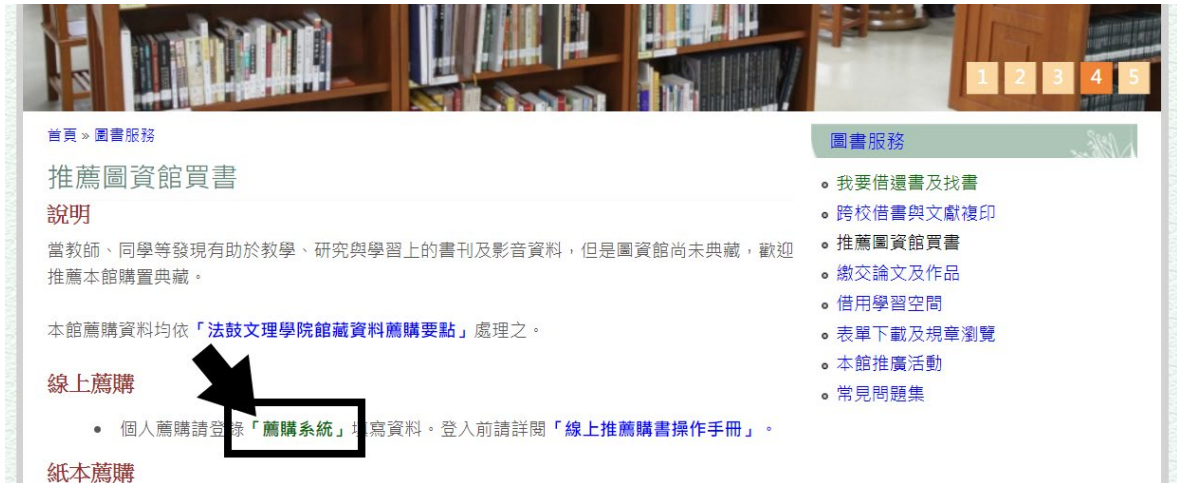 1 2 3 4 5
首頁 » 圖書服務
推薦圖資館買書
說明
當教師、同學等發現有助於教學、研究與學習上的書刊及影音資料，但是圖資館尚未典藏，歡迎
推薦本館購置典藏。
本館薦購資料均依「法鼓文理學院館藏資料薦購要點」處理之。
線上薦購
• 個人薦購請登錄「薦購系統」填寫資料。登入前請詳閱「線上推薦購書操作手冊」。
紙本薦購
圖書服務
我要借還書及找書
跨校借書與文獻複印
推薦圖資館買書
繳交論文及作品
借用學習空間
表單下載及規章瀏覽
本館推廣活動
常見問題集